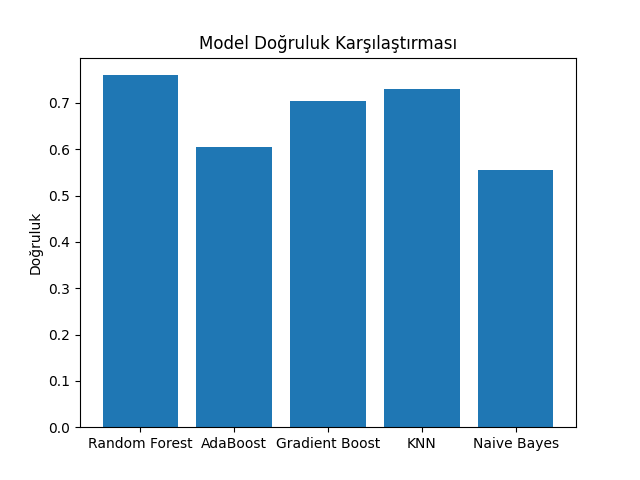 Model Doğruluk Karşılaştırması
Doğruluk
0.7
0.6
0.5
0.4
0.3
0.2
0.1
0.0
Random Forest AdaBoost Gradient Boost KNN Naive Bayes